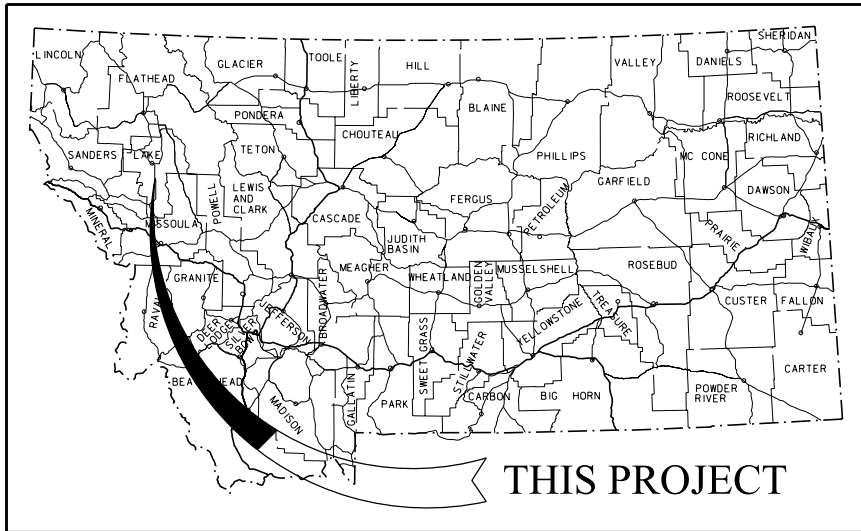 LINCOLN
FLATHEAD
GLACIER
TOOLE
LIBERTY
HILL
BLAINE
VALLEY
DANIELS
SHERIDAN
ROOSEVELT
PONDERA
CHOUTEAU
PHILLIPS
RICHLAND
SANDERS
LAKE
TETON
MC CONE
DAWSON
MINERAL
MISSOULA
POWELL
LEWIS
AND
CLARK
CASCADE
FERGUS
PETROLEUM
GARFIELD
PRAIRIE
WIBAUX
JUDITH
BASIN
GRANITE
MEAGHER
WHEATLAND
GOLDEN
VALLEY
MUSSELSHELL
ROSEBUD
CUSTER
FALLON
DEER
LODGE
SILVER
BOW
JEFFERSON
BROADWATER
SWEET GRASS
STILLWATER
YELLOWSTONE
TREASURE
MADISON
GALLATIN
PARK
CARBON
BIG HORN
POWDER
RIVER
CARTER
THIS PROJECT